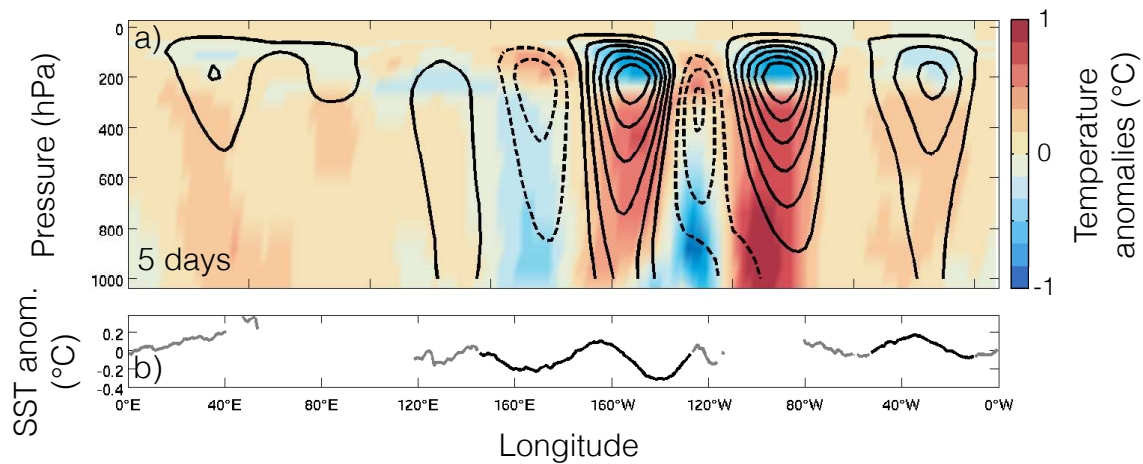 a)
0
200
400
600
800
1000
Pressure (hPa)
5 days
1
0
-1
Temperature
anomalies (°C)
b)
0.2
0
-0.2
-0.4
SST anom.
(°C)
0°E
40°E
80°E
120°E
160°E
160°W
120°W
80°W
40°W
0°W
Longitude